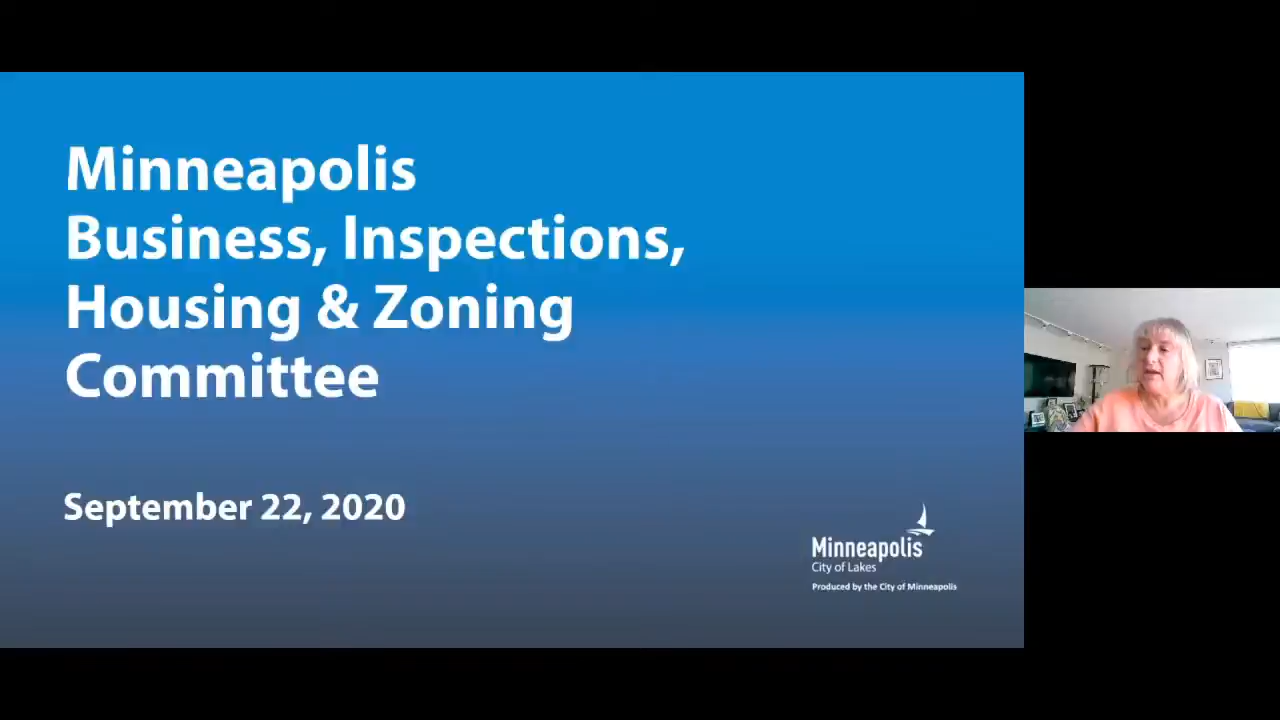 Minneapolis
Business, Inspections,
Housing & Zoning
Committee
September 22, 2020
Minneapolis
City of Lakes
Produced by the City of Minneapolis